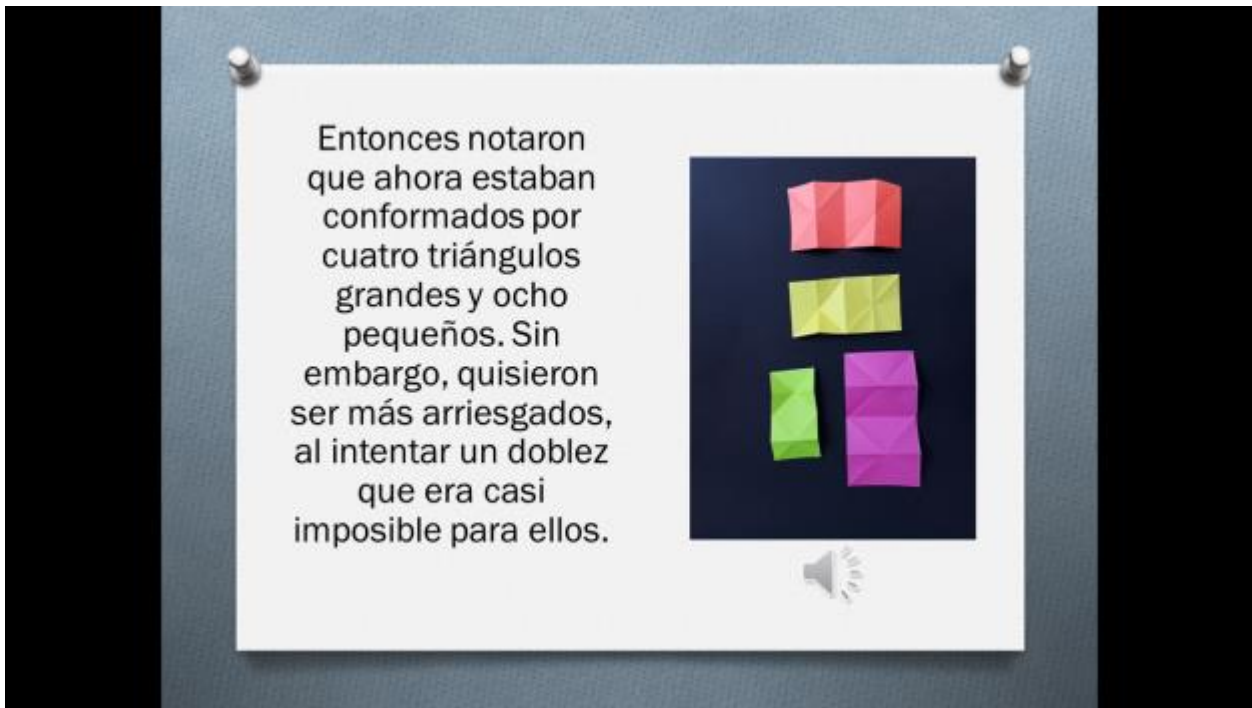 Entonces notaron
que ahora estaban
conformados por
cuatro triángulos
grandes y ocho
pequeños. Sin
embargo, quisieron
ser más arriesgados,
al intentar un doblez
que era casi
imposible para ellos.